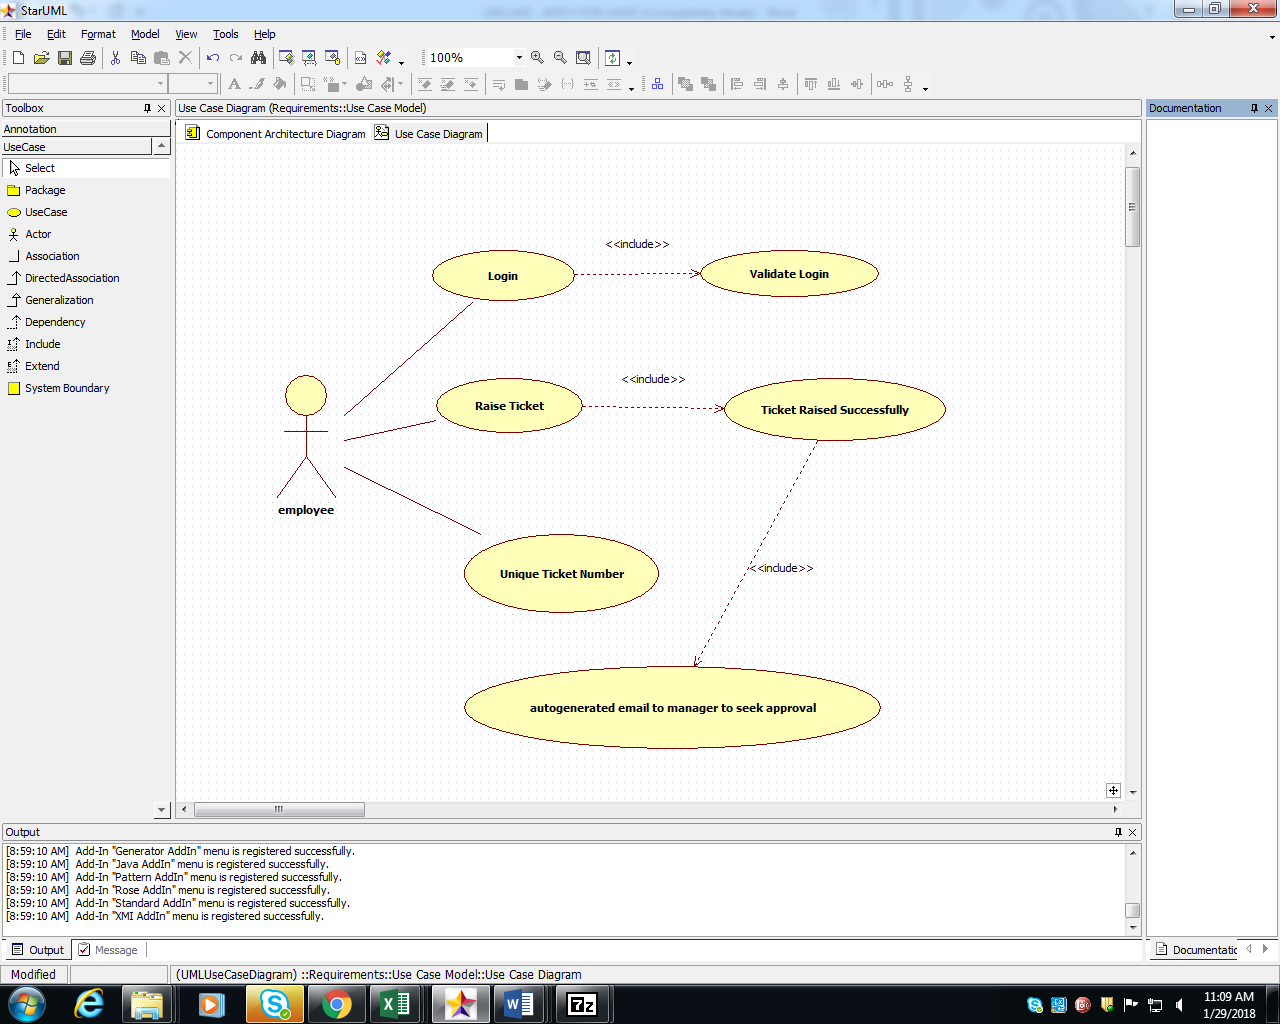 StarUML
File Edit Format Model View Tools Help
100%
Toolbox
Use Case Diagram (Requirements::Use Case Model)
Documentation
Annotation
Component Architecture Diagram Use Case Diagram
UseCase
Select
Package
UseCase
Actor
Association
DirectedAssociation
Generalization
Dependency
Include
Extend
System Boundary
<<include>>
Login
Validate Login
<<include>>
Raise Ticket
Ticket Raised Successfully
employee
Unique Ticket Number
<<include>>
autogenerated email to manager to seek approval
Output
[8:59:10 AM] Add-In "Generator AddIn" menu is registered successfully.
[8:59:10 AM] Add-In "Java AddIn" menu is registered successfully.
[8:59:10 AM] Add-In "Pattern AddIn" menu is registered successfully.
[8:59:10 AM] Add-In "Rose AddIn" menu is registered successfully.
[8:59:10 AM] Add-In "Standard AddIn" menu is registered successfully.
[8:59:10 AM] Add-In "XMI AddIn" menu is registered successfully.
Output Message
Documentatic
Modified
(UMLUseCaseDiagram) ::Requirements::Use Case Model::Use Case Diagram
11:09 AM
1/29/2018